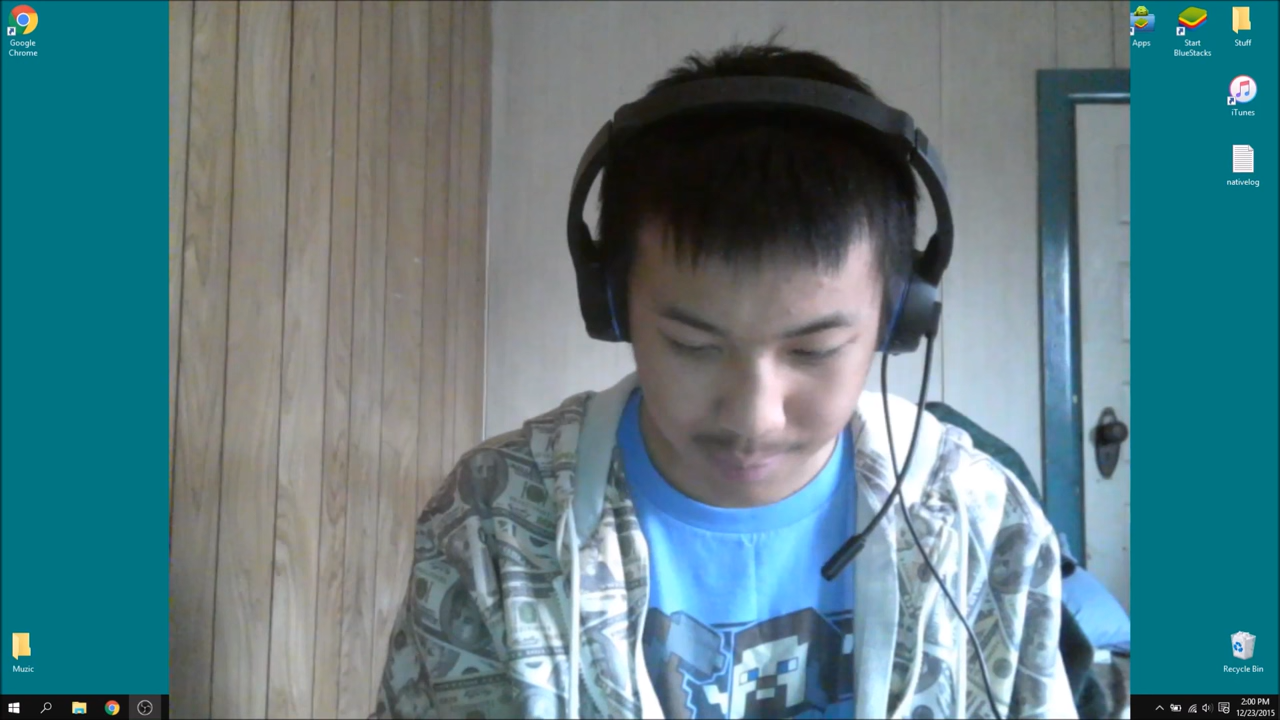 Google
Chrome
Apps
Start
BlueStacks
Stuff
iTunes
nativelog
Muzic
Recycle Bin
2:00 PM
12/23/2015